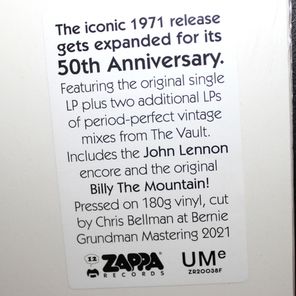 The iconic 1971 release
gets expanded for its
50th Anniversary.
Featuring the original single
LP plus two additional LPs
of period-perfect vintage
mixes from The Vault.
Includes the John Lennon
encore and the original
Billy The Mountain!
Pressed on 180g vinyl, cut
by Chris Bellman at Bernie
Grundman Mastering 2021
12 ZAPPA UMe
RECORDS ZR20038F